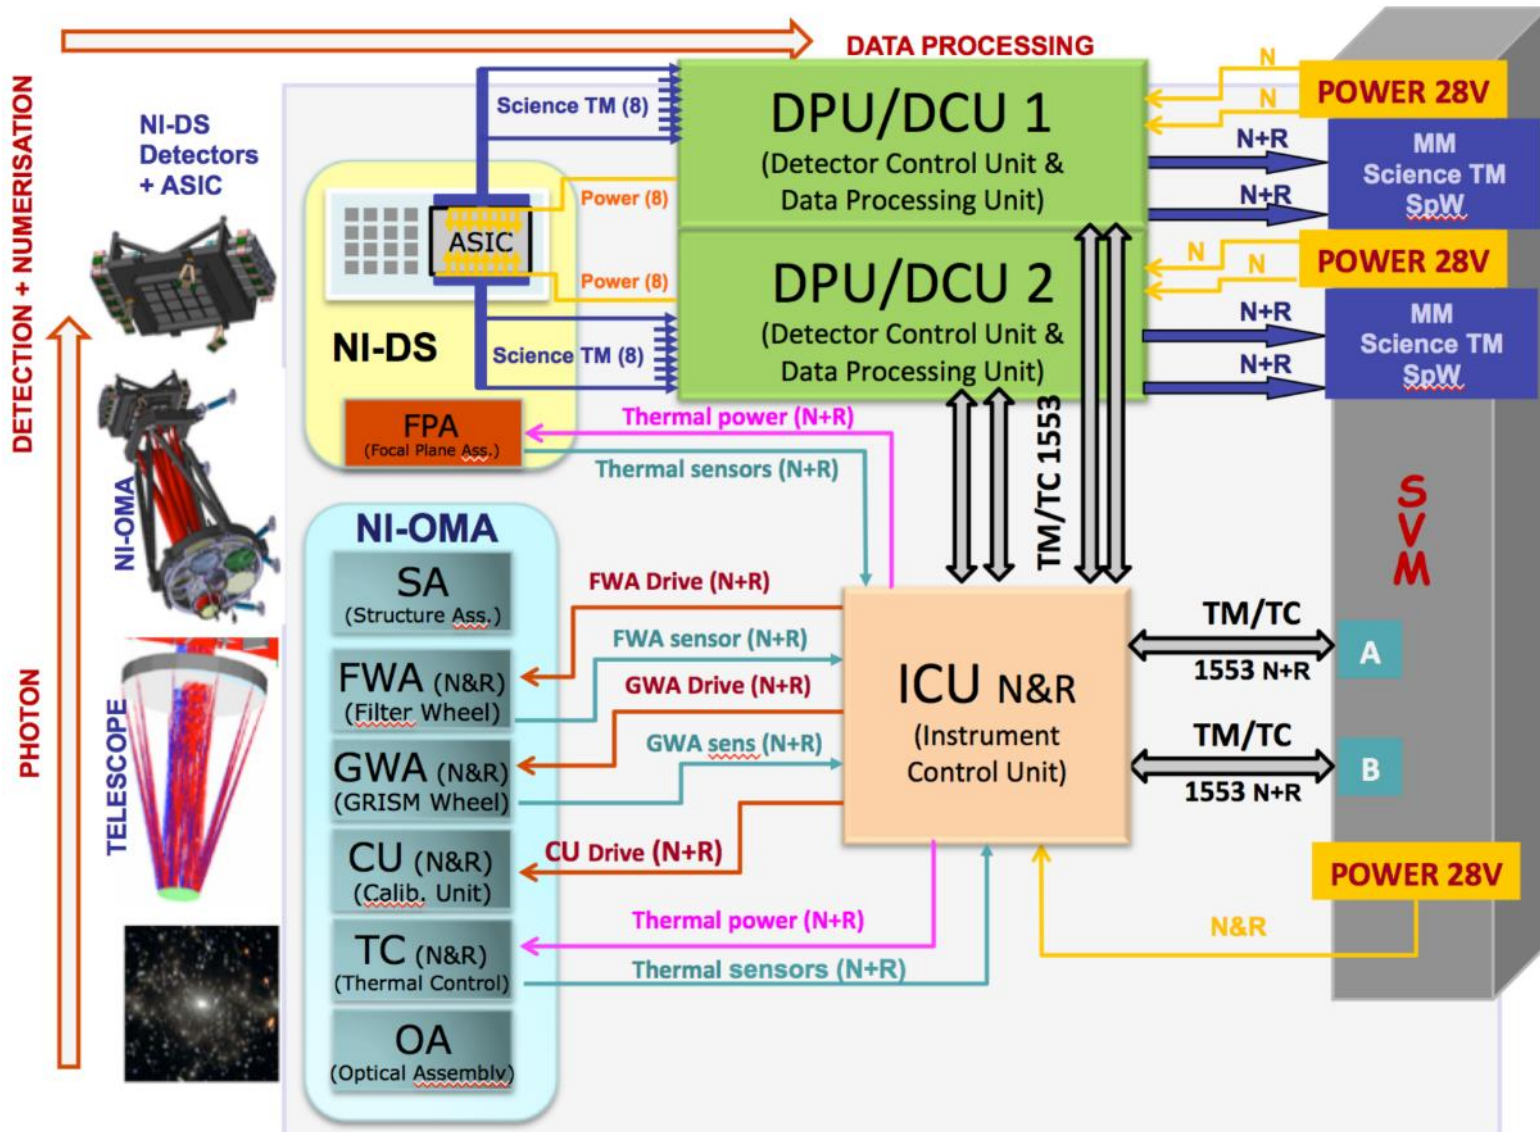 DATA PROCESSING
DETECTION + NUMERISATION
PHOTON
NI-DS
Detectors
+ ASIC
NI-OMA
TELESCOPE
Science TM (8)
Power (8)
ASIC
Power (8)
NI-DS
Science TM (8)
FPA
(Focal Plane Ass.)
DPU/DCU 1
(Detector Control Unit &
Data Processing Unit)
DPU/DCU 2
(Detector Control Unit &
Data Processing Unit)
N
N
POWER 28V
N+R
N+R
MM
Science TM
SpW
N
N
POWER 28V
N+R
N+R
MM
Science TM
SpW
Thermal power (N+R)
Thermal sensors (N+R)
TM/TC 1553
SVM
NI-OMA
SA
(Structure Ass.)
FWA (N&R)
(Filter Wheel)
GWA (N&R)
(GRISM Wheel)
CU (N&R)
(Calib. Unit)
TC (N&R)
(Thermal Control)
OA
(Optical Assembly)
FWA Drive (N+R)
FWA sensor (N+R)
GWA Drive (N+R)
GWA sens (N+R)
CU Drive (N+R)
Thermal power (N+R)
Thermal sensors (N+R)
ICU N&R
(Instrument
Control Unit)
TM/TC
1553 N+R
A
TM/TC
1553 N+R
B
POWER 28V
N&R